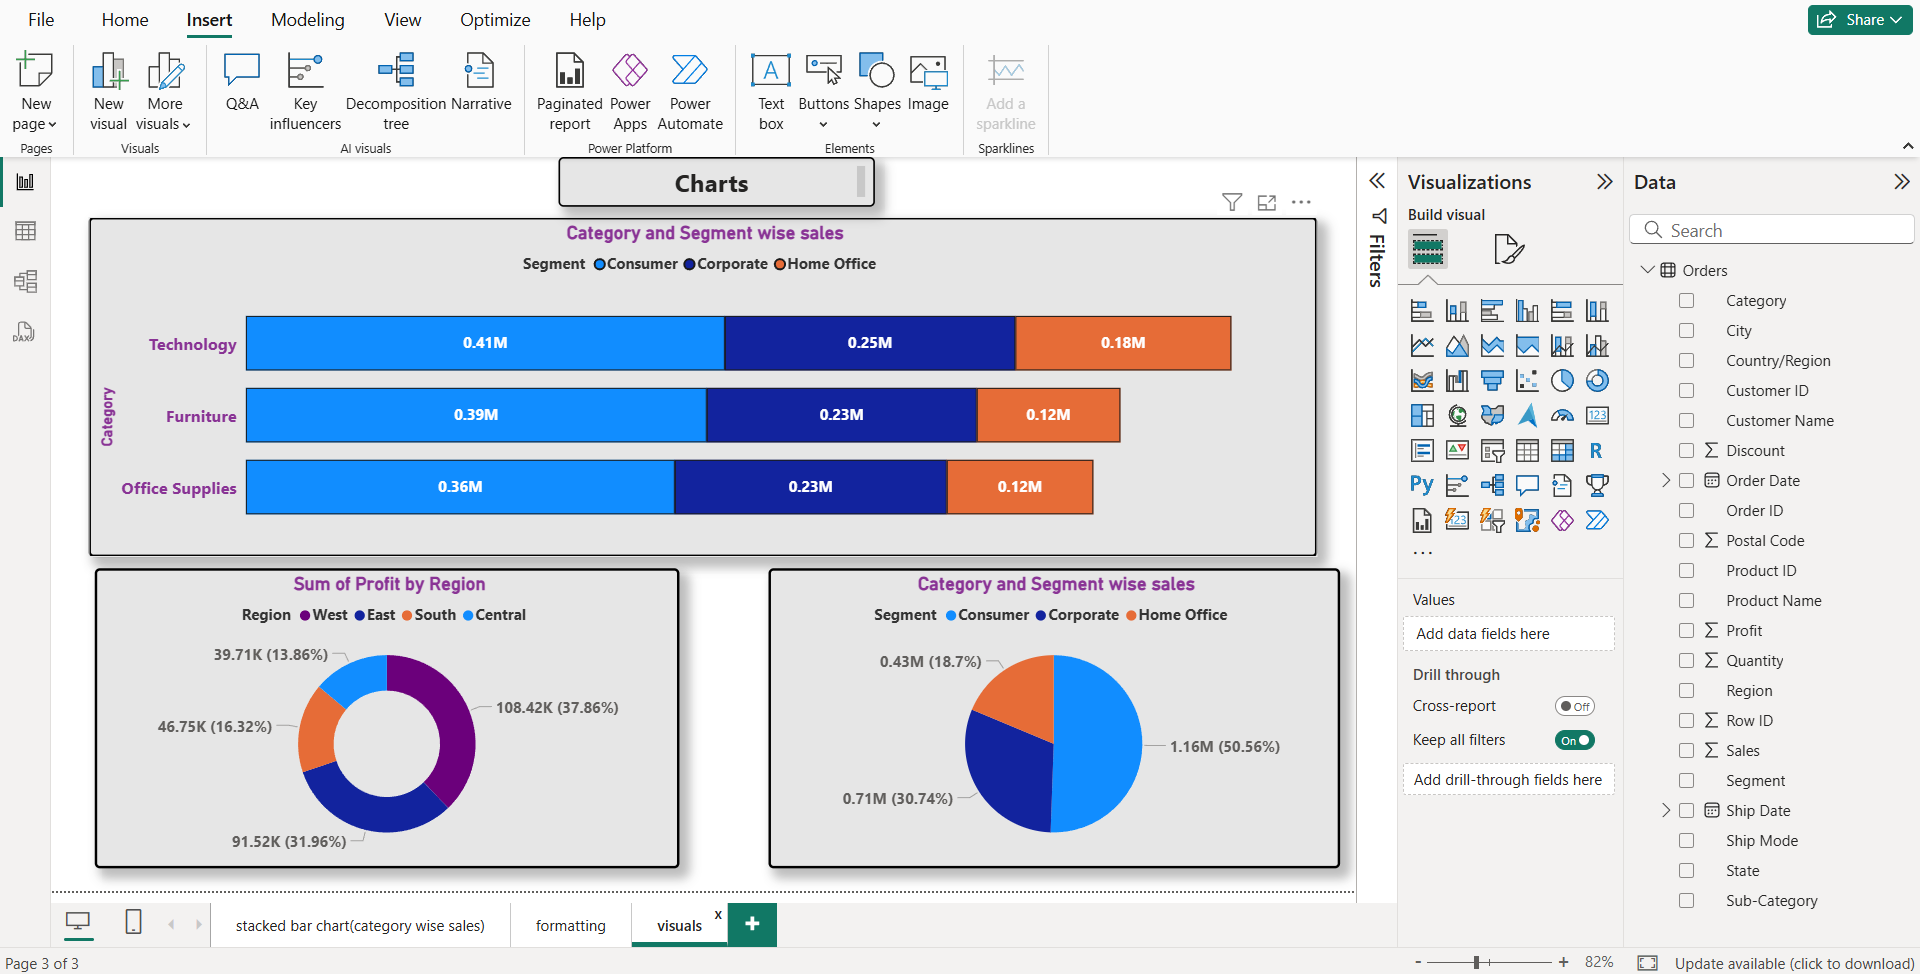 File Home Insert Modeling View Optimize Help Share
New page
New visual
More visuals
Q&A
Key influencers
Decomposition tree
Narrative
Paginated report
Power Apps
Power Automate
Text box
Buttons
Shapes
Image
Add a sparkline
Pages Visuals AI visuals Power Platform Elements Sparklines
Charts
Category and Segment wise sales
Segment Consumer Corporate Home Office
Category
Technology 0.41M 0.25M 0.18M
Furniture 0.39M 0.23M 0.12M
Office Supplies 0.36M 0.23M 0.12M
Sum of Profit by Region
Region West East South Central
39.71K (13.86%)
108.42K (37.86%)
46.75K (16.32%)
91.52K (31.96%)
Category and Segment wise sales
Segment Consumer Corporate Home Office
0.43M (18.7%)
1.16M (50.56%)
0.71M (30.74%)
DAX
Filters
Visualizations
Build visual
123
R
Py
123
...
Values
Add data fields here
Drill through
Cross-report Off
Keep all filters On
Add drill-through fields here
Data
Search
Orders
Category
City
Country/Region
Customer ID
Customer Name
Σ Discount
Order Date
Order ID
Σ Postal Code
Product ID
Product Name
Σ Profit
Σ Quantity
Region
Σ Row ID
Σ Sales
Segment
Ship Date
Ship Mode
State
Sub-Category
stacked bar chart(category wise sales) formatting visuals x +
Page 3 of 3 - + 82% Update available (click to download)